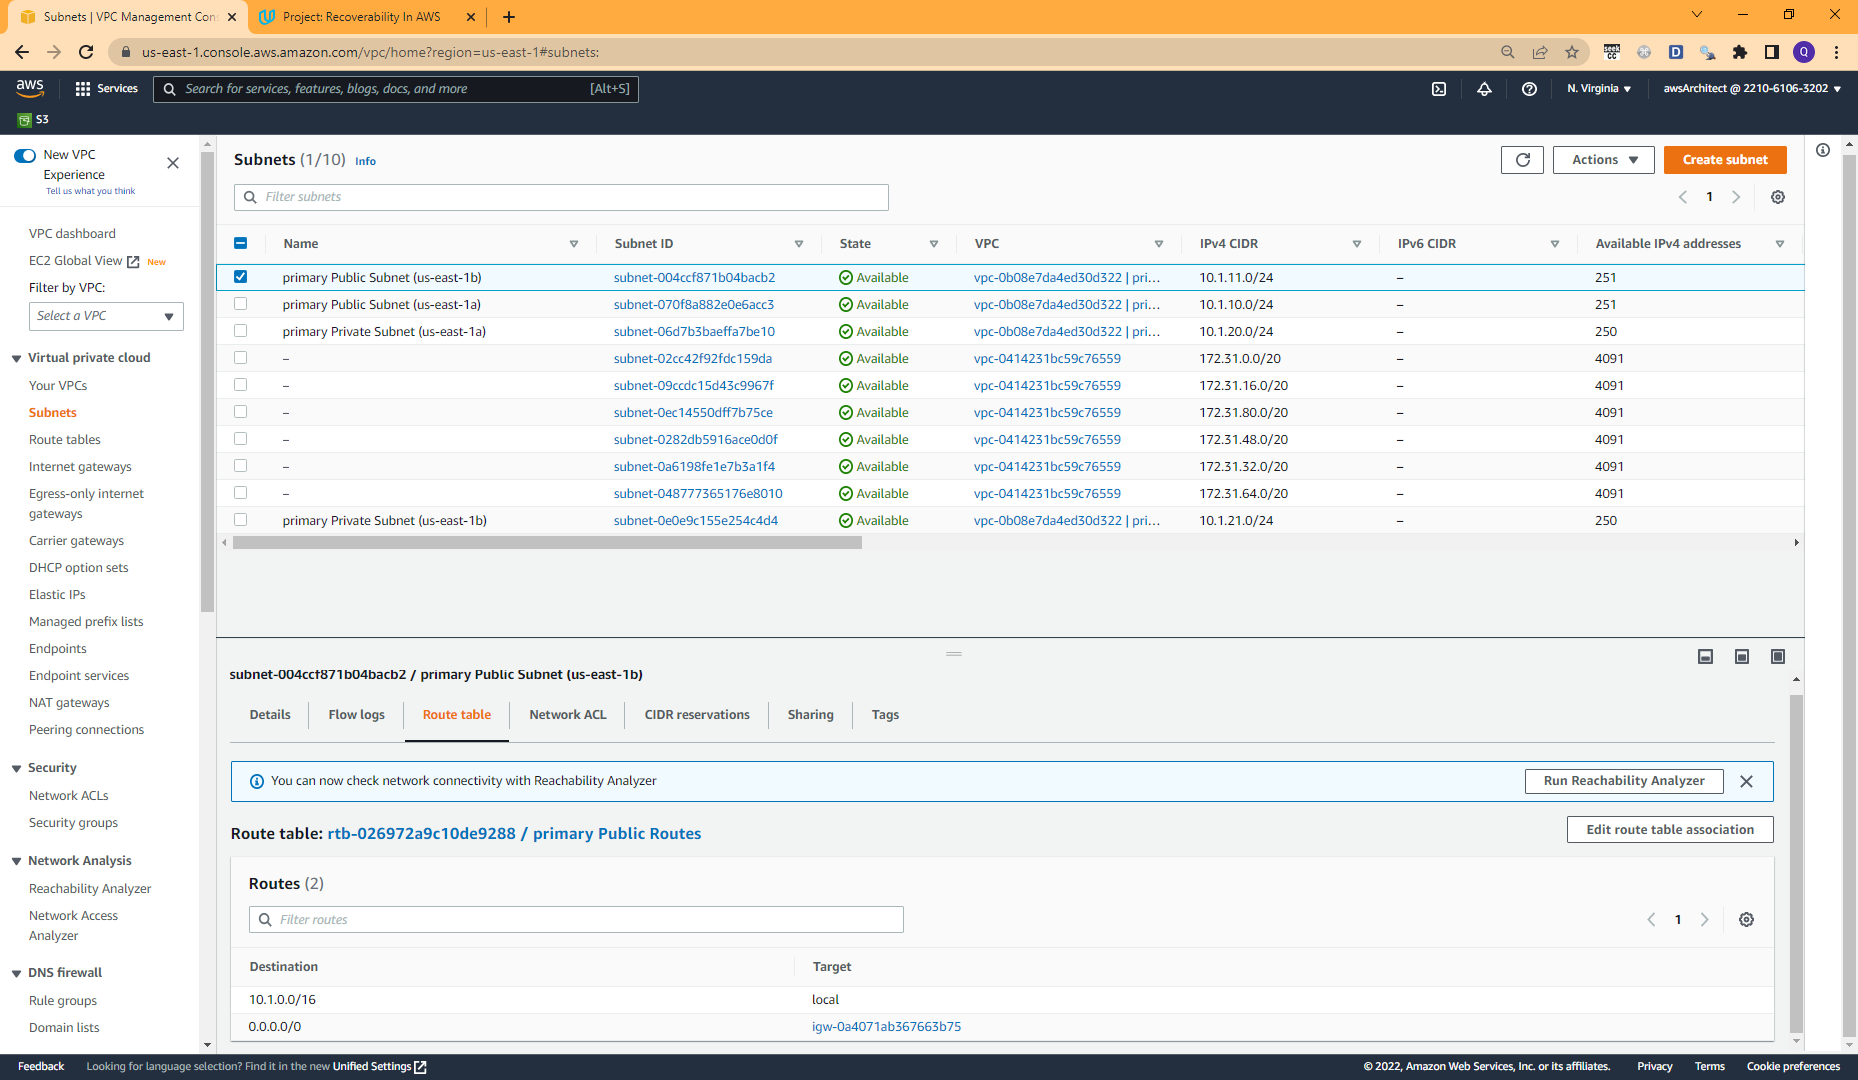 Subnets | VPC Management Con
Project: Recoverability In AWS
us-east-1.console.aws.amazon.com/vpc/home?region=us-east-1#subnets:
seek CC
D
Q
aws
Services
Search for services, features, blogs, docs, and more [Alt+S]
N. Virginia
awsArchitect @ 2210-6106-3202
S3
New VPC
Experience
Tell us what you think
VPC dashboard
EC2 Global View New
Filter by VPC:
Select a VPC
Virtual private cloud
Your VPCs
Subnets
Route tables
Internet gateways
Egress-only internet
gateways
Carrier gateways
DHCP option sets
Elastic IPs
Managed prefix lists
Endpoints
Endpoint services
NAT gateways
Peering connections
Security
Network ACLs
Security groups
Network Analysis
Reachability Analyzer
Network Access
Analyzer
DNS firewall
Rule groups
Domain lists
Subnets (1/10) Info
Actions
Create subnet
Filter subnets
1
Name Subnet ID State VPC IPv4 CIDR IPv6 CIDR Available IPv4 addresses
primary Public Subnet (us-east-1b) subnet-004ccf871b04bacb2 Available vpc-0b08e7da4ed30d322 | pri... 10.1.11.0/24 – 251
primary Public Subnet (us-east-1a) subnet-070f8a882e0e6acc3 Available vpc-0b08e7da4ed30d322 | pri... 10.1.10.0/24 – 251
primary Private Subnet (us-east-1a) subnet-06d7b3baeffa7be10 Available vpc-0b08e7da4ed30d322 | pri... 10.1.20.0/24 – 250
– subnet-02cc42f92fdc159da Available vpc-0414231bc59c76559 172.31.0.0/20 – 4091
– subnet-09ccdc15d43c9967f Available vpc-0414231bc59c76559 172.31.16.0/20 – 4091
– subnet-0ec14550dff7b75ce Available vpc-0414231bc59c76559 172.31.80.0/20 – 4091
– subnet-0282db5916ace0d0f Available vpc-0414231bc59c76559 172.31.48.0/20 – 4091
– subnet-0a6198fe1e7b3a1f4 Available vpc-0414231bc59c76559 172.31.32.0/20 – 4091
– subnet-048777365176e8010 Available vpc-0414231bc59c76559 172.31.64.0/20 – 4091
primary Private Subnet (us-east-1b) subnet-0e0e9c155e254c4d4 Available vpc-0b08e7da4ed30d322 | pri... 10.1.21.0/24 – 250
subnet-004ccf871b04bacb2 / primary Public Subnet (us-east-1b)
Details Flow logs Route table Network ACL CIDR reservations Sharing Tags
You can now check network connectivity with Reachability Analyzer
Run Reachability Analyzer
Route table: rtb-026972a9c10de9288 / primary Public Routes
Edit route table association
Routes (2)
Filter routes
1
Destination Target
10.1.0.0/16 local
0.0.0.0/0 igw-0a4071ab367663b75
Feedback Looking for language selection? Find it in the new Unified Settings
© 2022, Amazon Web Services, Inc. or its affiliates. Privacy Terms Cookie preferences